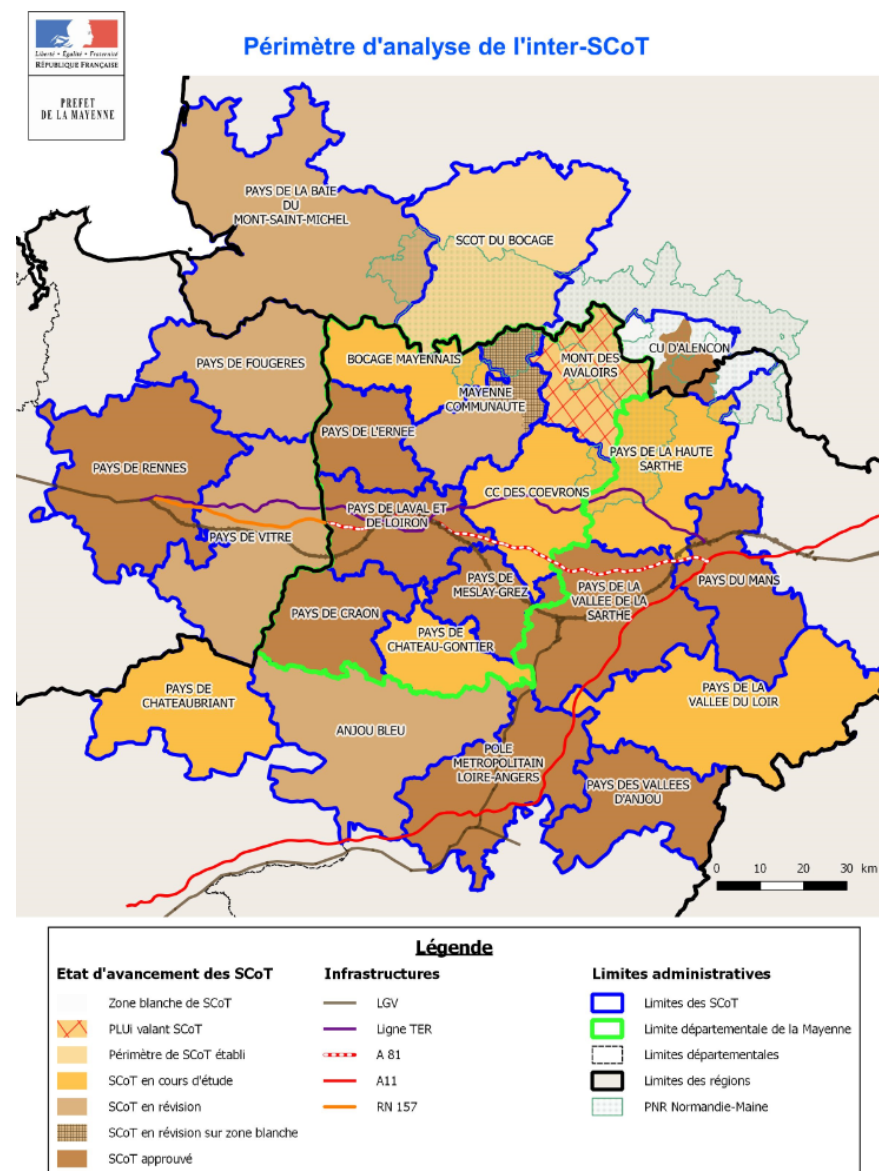 Liberté • Égalité • Fraternité
RÉPUBLIQUE FRANÇAISE
PREFET
DE LA MAYENNE
Périmètre d'analyse de l'inter-SCoT
PAYS DE LA BAIE
DU
MONT-SAINT-MICHEL
SCOT DU BOCAGE
PAYS DE FOUGERES
BOCAGE MAYENNAIS
MONT DES
AVALOIRS
CU D'ALENCON
MAYENNE
COMMUNAUTE
PAYS DE L'ERNEE
PAYS DE LA HAUTE
SARTHE
PAYS DE RENNES
CC DES COEVRONS
PAYS DE LAVAL ET
DE LOIRON
PAYS DE VITRE
PAYS DE
MESLAY-GREZ
PAYS DE LA
VALLEE DE LA
SARTHE
PAYS DU MANS
PAYS DE CRAON
PAYS DE
CHATEAU-GONTIER
PAYS DE
CHATEAUBRIANT
PAYS DE LA
VALLEE DU LOIR
ANJOU BLEU
POLE
METROPOLITAIN
LOIRE-ANGERS
PAYS DES VALLEES
D'ANJOU
0 10 20 30 km
Légende
Etat d'avancement des SCoT
Zone blanche de SCoT
PLUi valant SCoT
Périmètre de SCoT établi
SCoT en cours d'étude
SCoT en révision
SCoT en révision sur zone blanche
SCoT approuvé
Infrastructures
LGV
Ligne TER
A 81
A11
RN 157
Limites administratives
Limites des SCoT
Limite départementale de la Mayenne
Limites départementales
Limites des régions
PNR Normandie-Maine